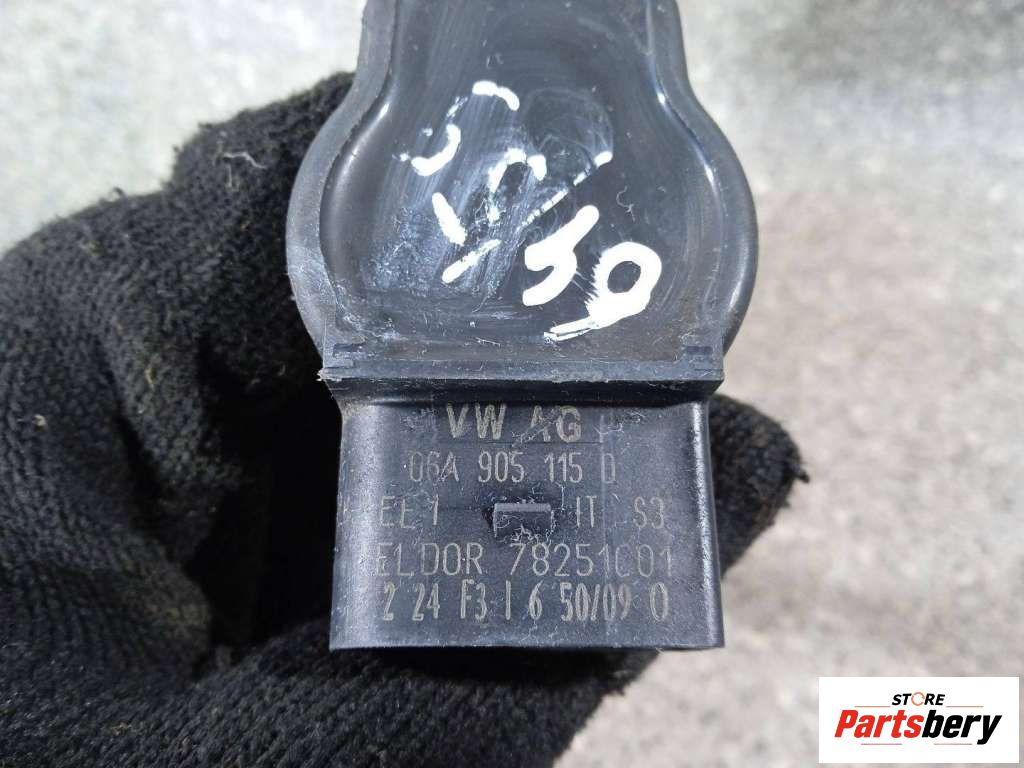 VW AG
06A 905 115 D
EE 1 IT S3
ELDOR 78251C01
2 24 F3 I 6 50/09 0
STORE
Partsbery